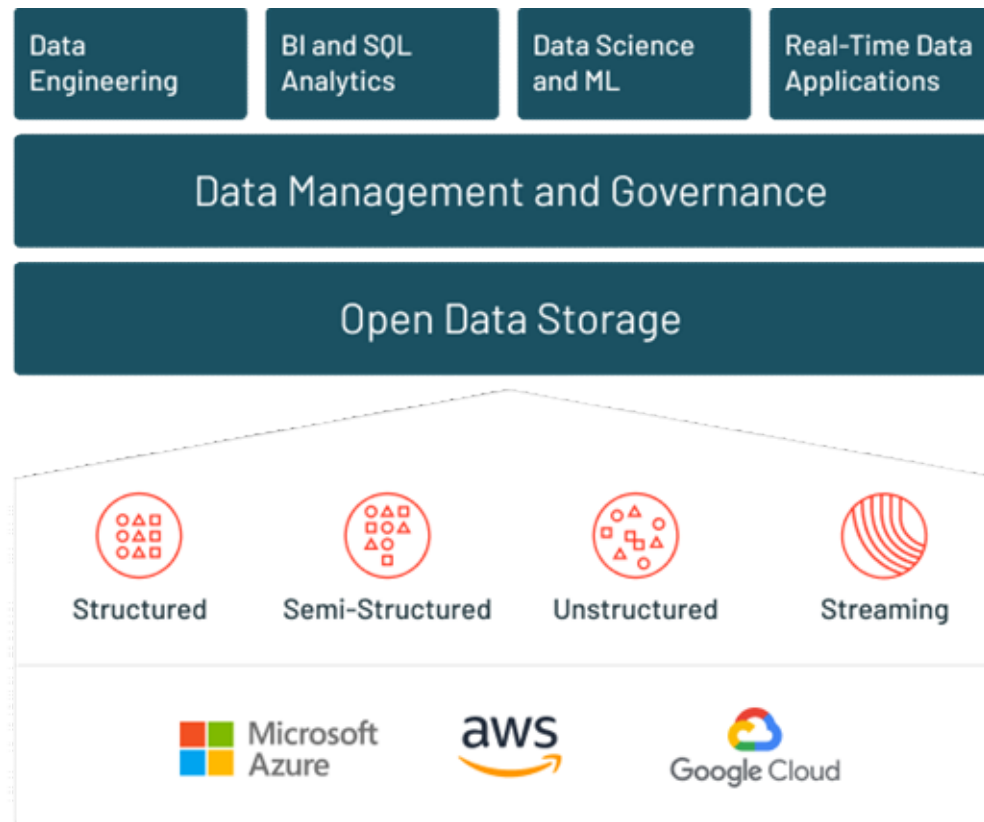 Data
Engineering
BI and SQL
Analytics
Data Science
and ML
Real-Time Data
Applications
Data Management and Governance
Open Data Storage
Structured
Semi-Structured
Unstructured
Streaming
Microsoft
Azure
aws
Google Cloud